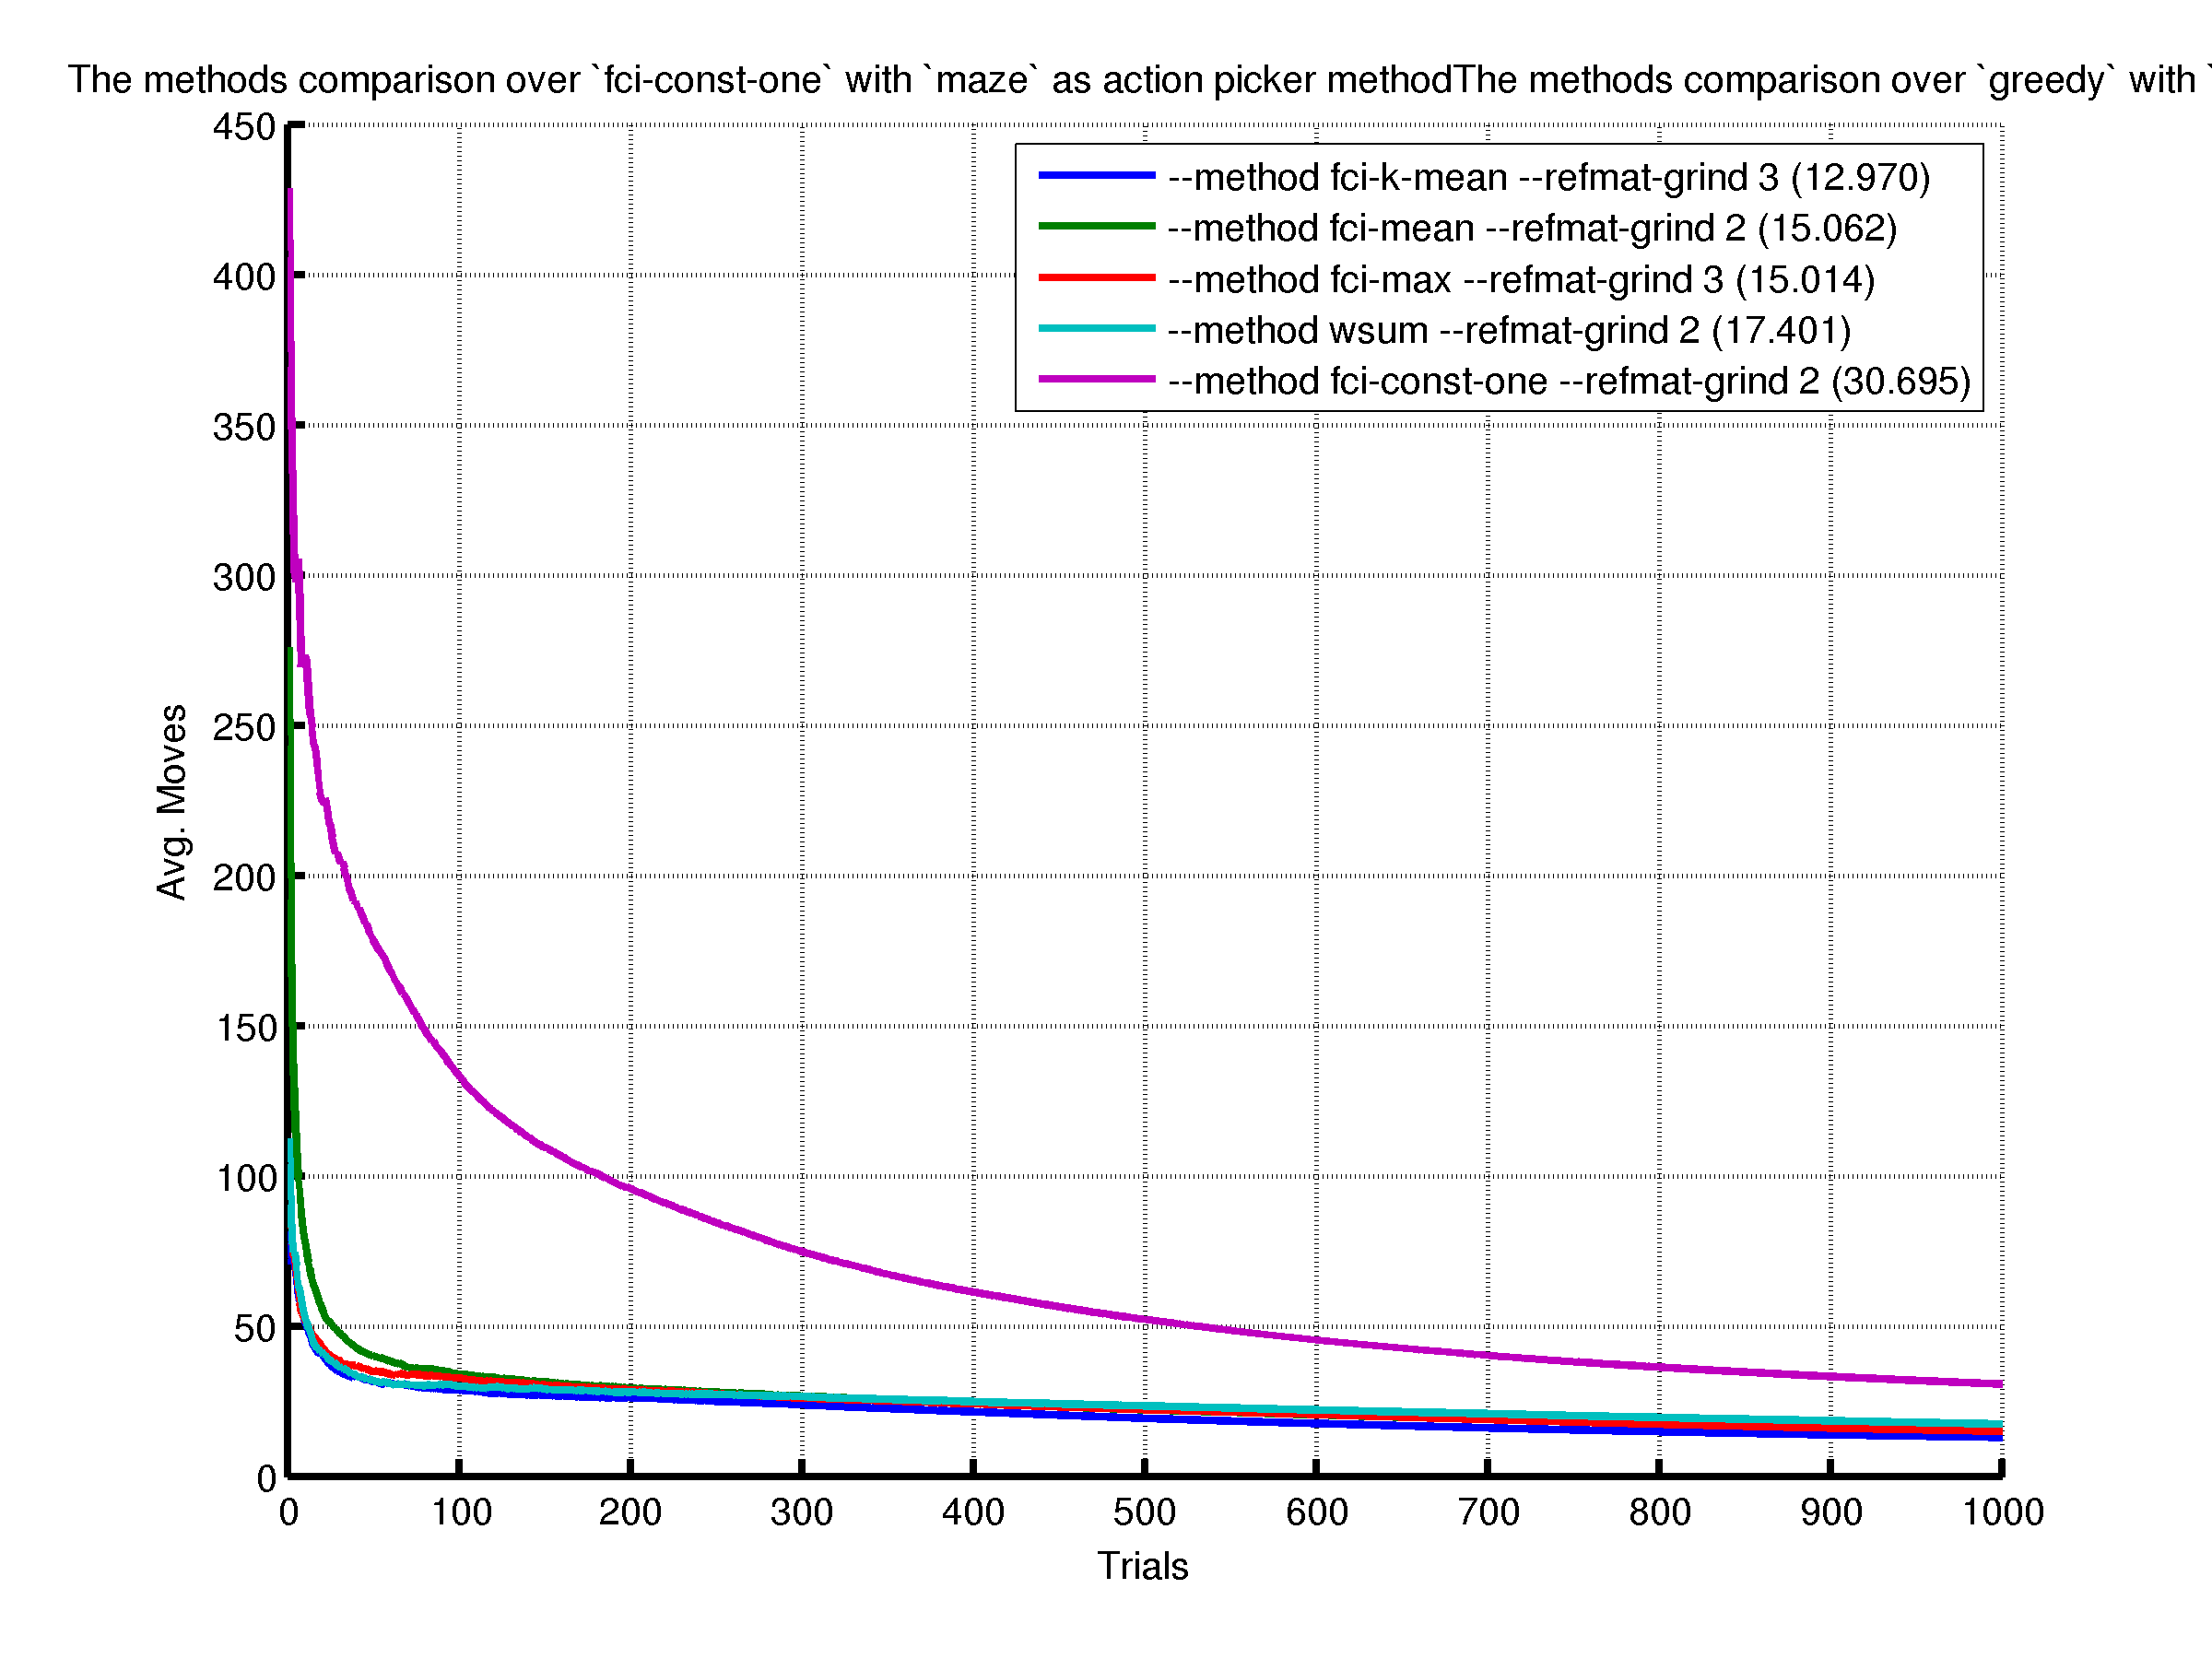 The methods comparison over `fci-const-one` with `maze` as action picker methodThe methods comparison over `greedy` with `
450
400
350
300
250
200
150
100
50
0
Avg. Moves
--method fci-k-mean --refmat-grind 3 (12.970)
--method fci-mean --refmat-grind 2 (15.062)
--method fci-max --refmat-grind 3 (15.014)
--method wsum --refmat-grind 2 (17.401)
--method fci-const-one --refmat-grind 2 (30.695)
0 100 200 300 400 500 600 700 800 900 1000
Trials